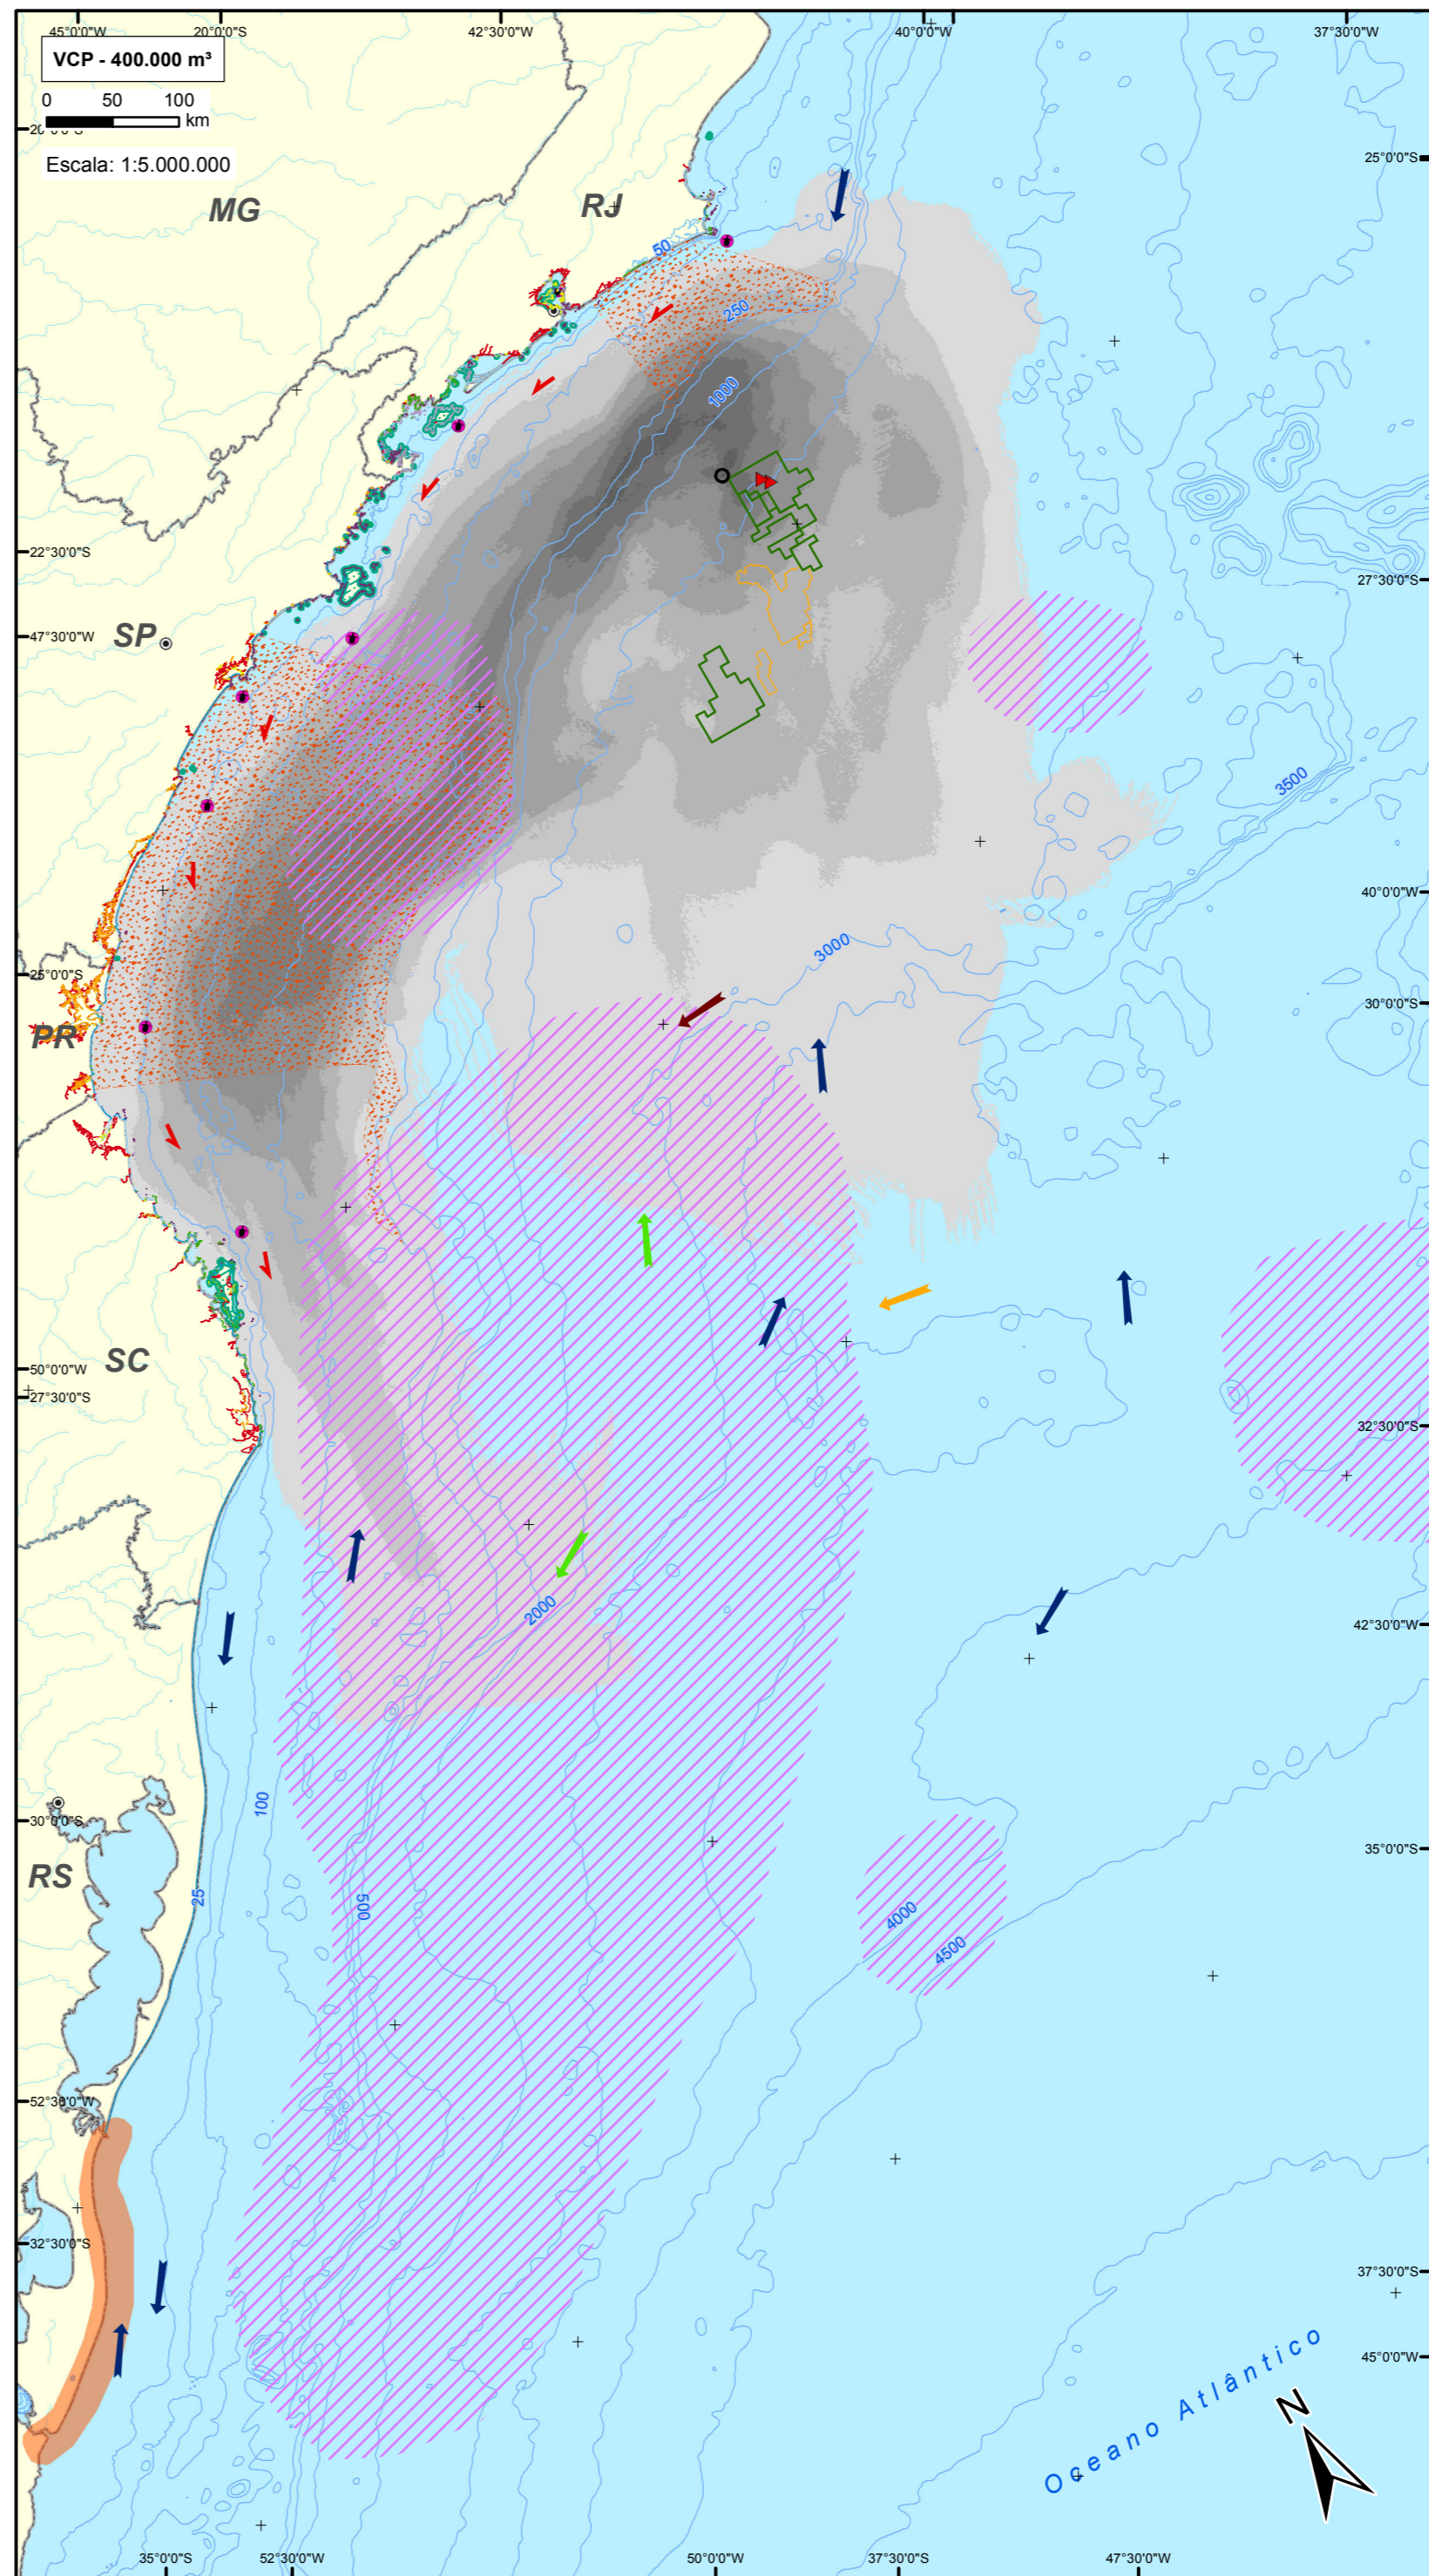 45°0'0"W
20°0'0"S
42°30'0"W
40°0'0"W
37°30'0"W
VCP - 400.000 m³
0 50 100
km
Escala: 1:5.000.000
25°0'0"S
MG
RJ
50
250
1000
22°30'0"S
27°30'0"S
SP
47°30'0"W
3500
40°0'0"W
3000
25°0'0"S
30°0'0"S
PR
SC
50°0'0"W
27°30'0"S
32°30'0"S
2000
42°30'0"W
100
30°0'0"S
35°0'0"S
RS
25
500
4000
4500
52°30'0"W
32°30'0"S
37°30'0"S
45°0'0"W
Oceano Atlântico
N
35°0'0"S
52°30'0"W
50°0'0"W
37°30'0"S
47°30'0"W